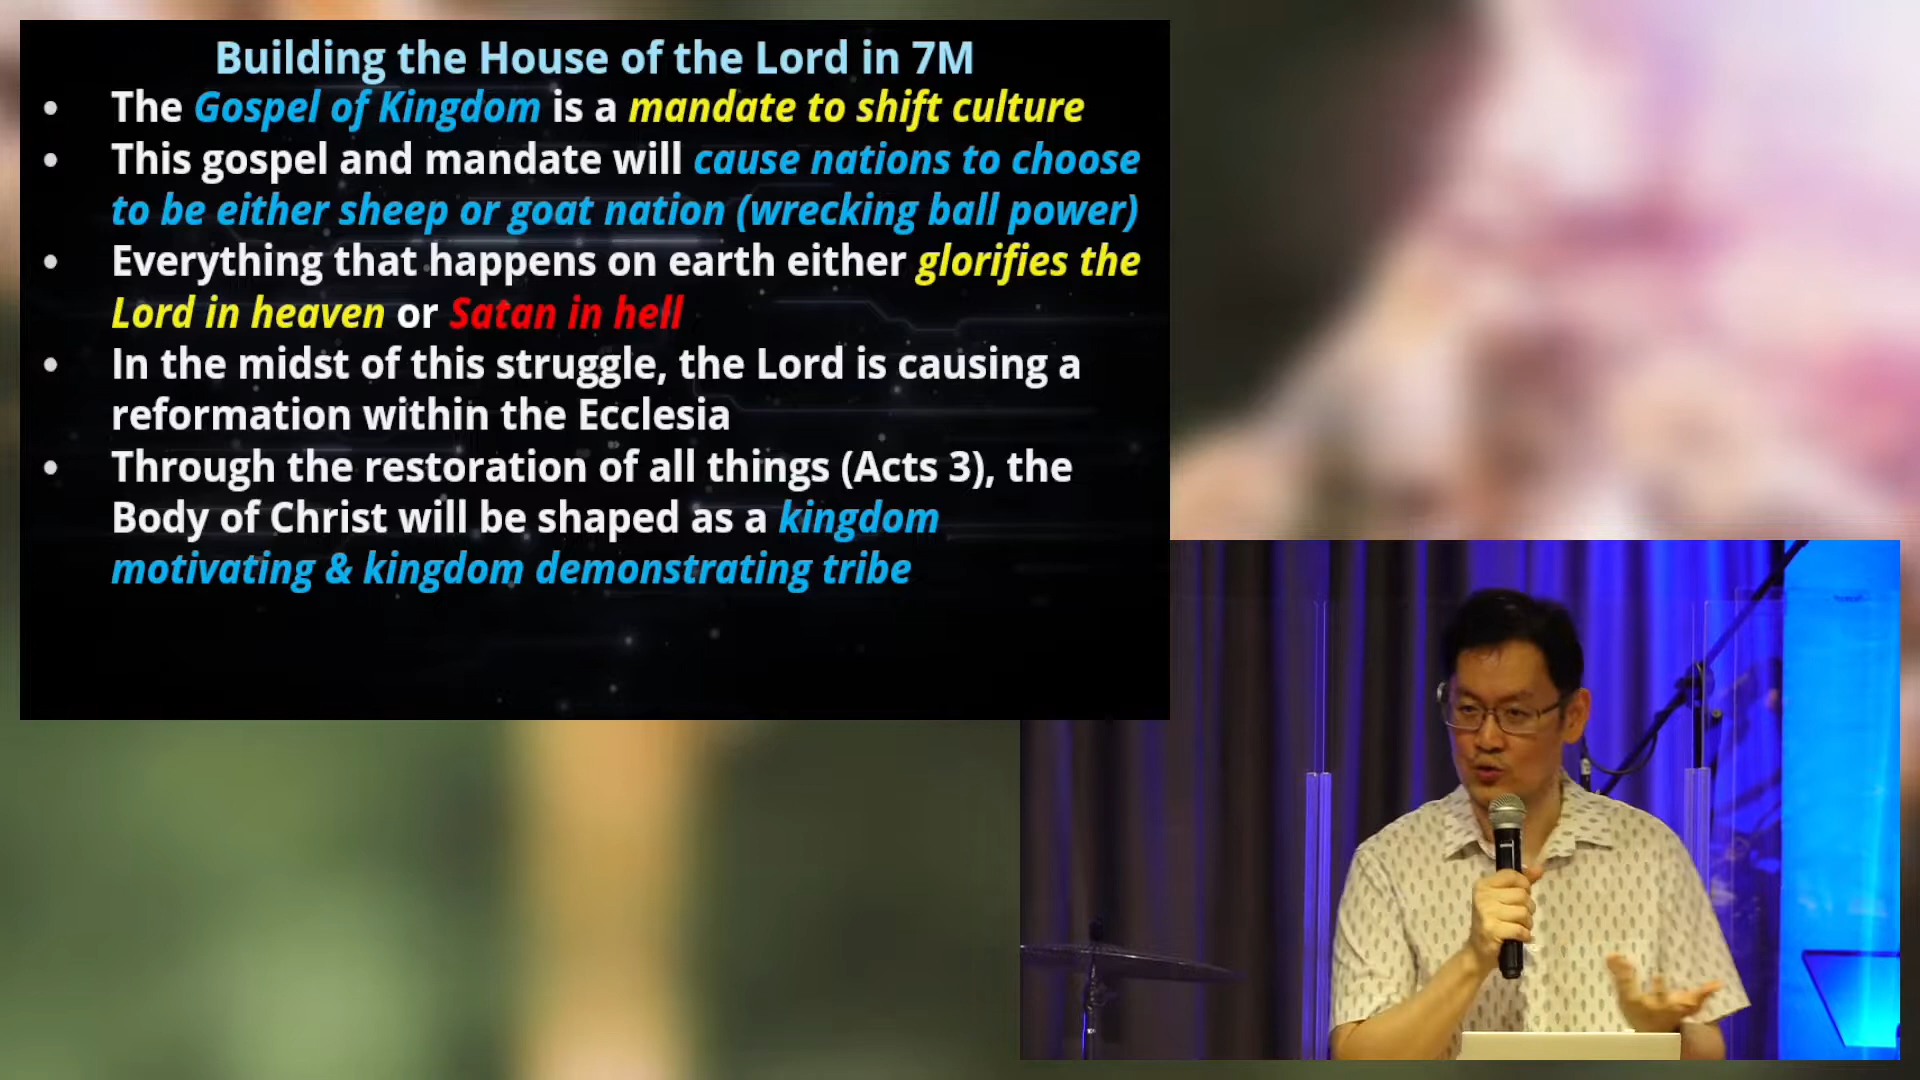 Building the House of the Lord in 7M
• The Gospel of Kingdom is a mandate to shift culture
• This gospel and mandate will cause nations to choose
to be either sheep or goat nation (wrecking ball power)
• Everything that happens on earth either glorifies the
Lord in heaven or Satan in hell
• In the midst of this struggle, the Lord is causing a
reformation within the Ecclesia
• Through the restoration of all things (Acts 3), the
Body of Christ will be shaped as a kingdom
motivating & kingdom demonstrating tribe